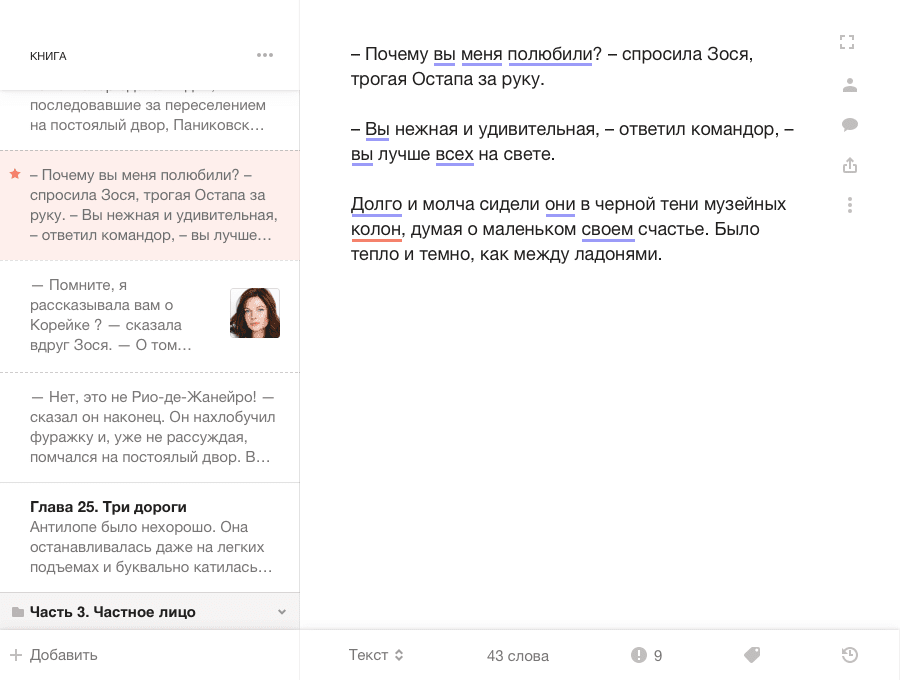 КНИГА
последовавшие за переселением
на постоялый двор, Паниковск…
– Почему вы меня полюбили? –
спросила Зося, трогая Остапа за
руку. – Вы нежная и удивительная,
– ответил командор, – вы лучше…
— Помните, я
рассказывала вам о
Корейке ? — сказала
вдруг Зося. — О том…
— Нет, это не Рио-де-Жанейро! —
сказал он наконец. Он нахлобучил
фуражку и, уже не рассуждая,
помчался на постоялый двор. В…
Глава 25. Три дороги
Антилопе было нехорошо. Она
останавливалась даже на легких
подъемах и буквально катилась…
Часть 3. Частное лицо
Добавить
– Почему вы меня полюбили? – спросила Зося,
трогая Остапа за руку.
– Вы нежная и удивительная, – ответил командор, –
вы лучше всех на свете.
Долго и молча сидели они в черной тени музейных
колон, думая о маленьком своем счастье. Было
тепло и темно, как между ладонями.
Текст
43 слова
9